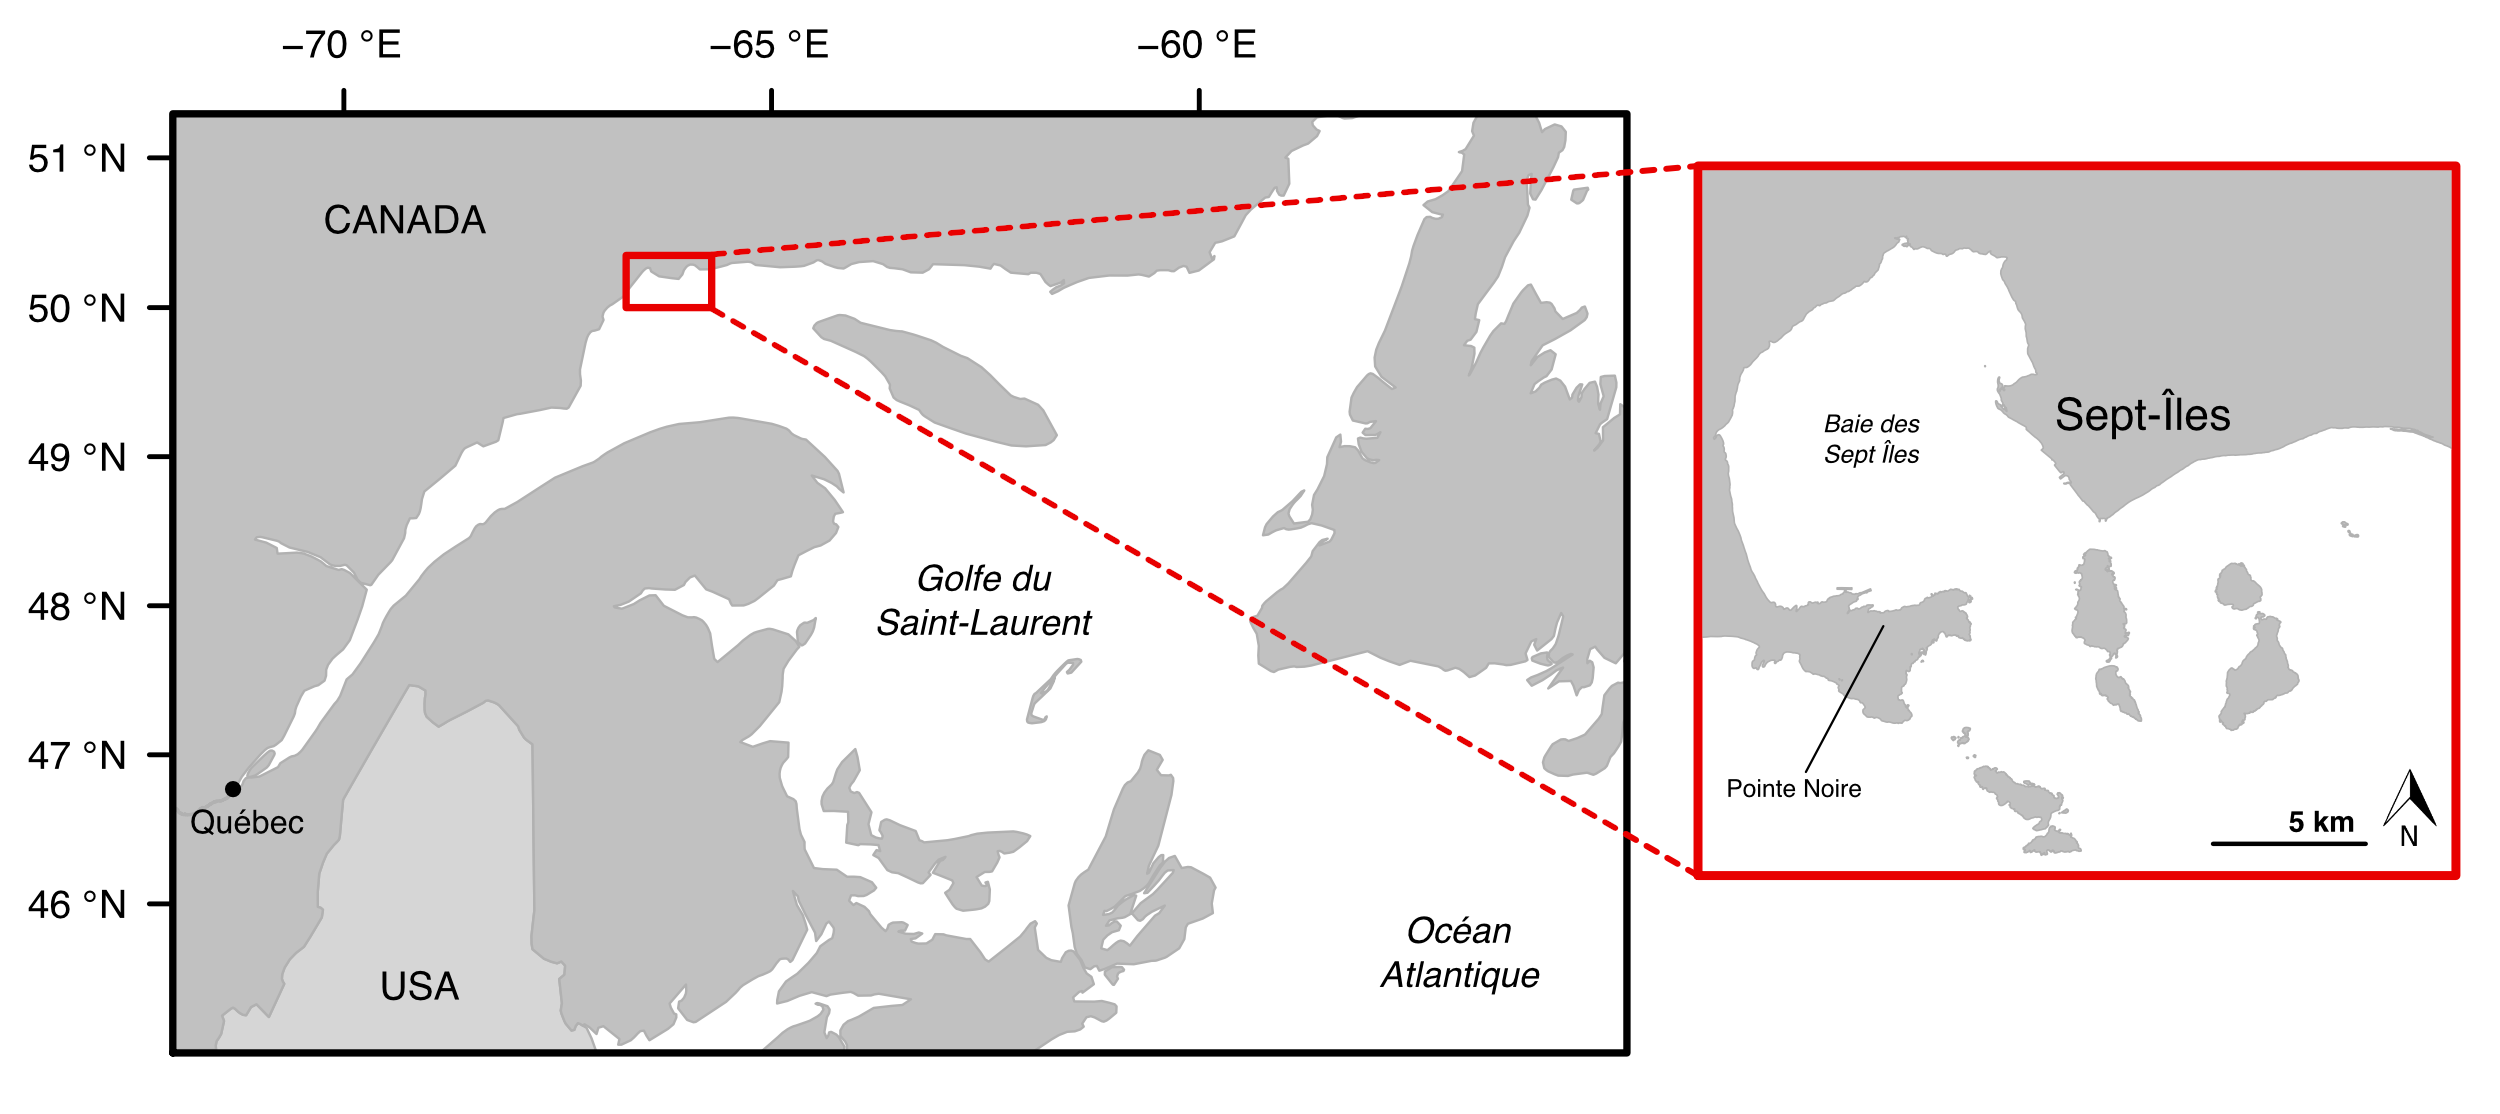 −70 °E
−65 °E
−60 °E
51 °N
50 °N
49 °N
48 °N
47 °N
46 °N
CANADA
Golfe du
Saint-Laurent
Québec
USA
Océan
Atlantique
Sept-Îles
Baie des
Sept Îles
Pointe Noire
5 km
N